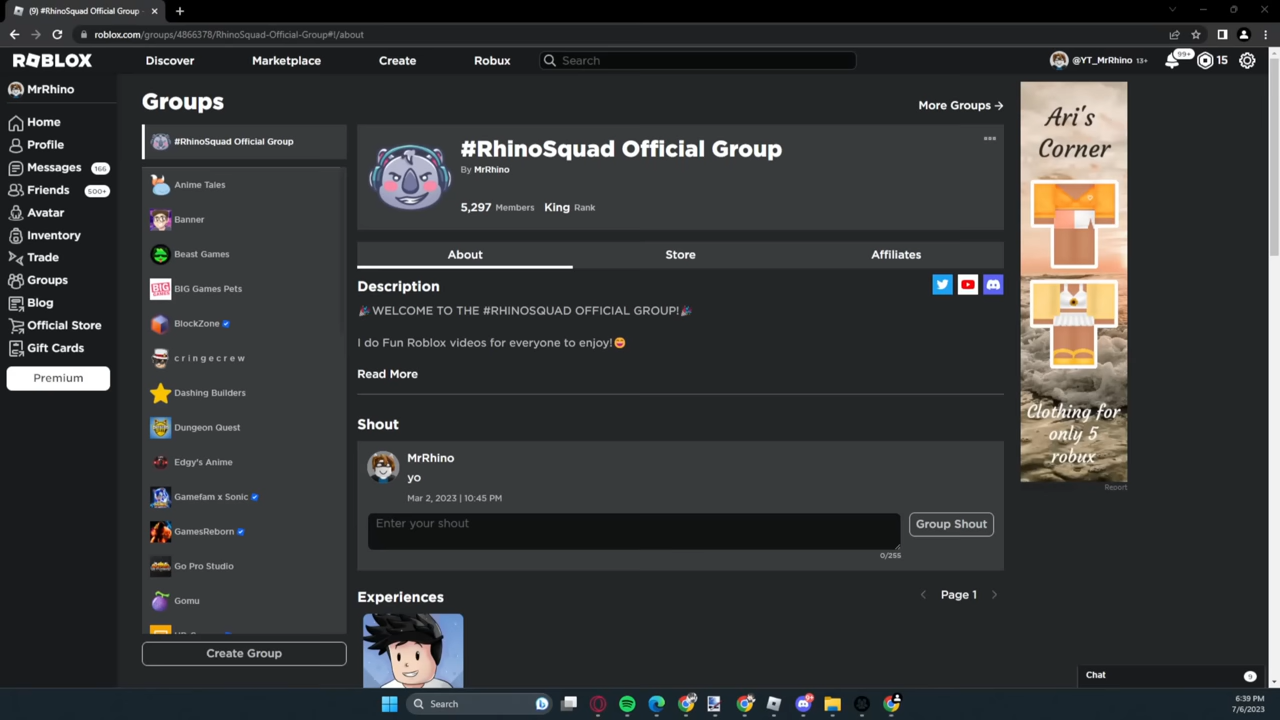 (9) #RhinoSquad Official Group -
roblox.com/groups/4866378/RhinoSquad-Official-Group#!/about
ROBLOX
Discover
Marketplace
Create
Robux
Search
@YT_MrRhino 13+
99+
15
MrRhino
Home
Profile
Messages 166
Friends 500+
Avatar
Inventory
Trade
Groups
Blog
Official Store
Gift Cards
Premium
Groups
More Groups
#RhinoSquad Official Group
Anime Tales
Banner
Beast Games
BIG GAMES
BIG Games Pets
BlockZone
c r i n g e c r e w
Dashing Builders
Dungeon Quest
Edgy's Anime
Gamefam x Sonic
GamesReborn
Go Pro Studio
Gomu
Create Group
#RhinoSquad Official Group
By MrRhino
5,297 Members King Rank
About
Store
Affiliates
Description
🎉WELCOME TO THE #RHINOSQUAD OFFICIAL GROUP!🎉
I do Fun Roblox videos for everyone to enjoy!😄
Read More
Shout
MrRhino
yo
Mar 2, 2023 | 10:45 PM
Enter your shout
Group Shout
0/255
Experiences
Page 1
Ari's
Corner
Clothing for
only 5
robux
Report
Chat
9
Search
6:39 PM
7/6/2023